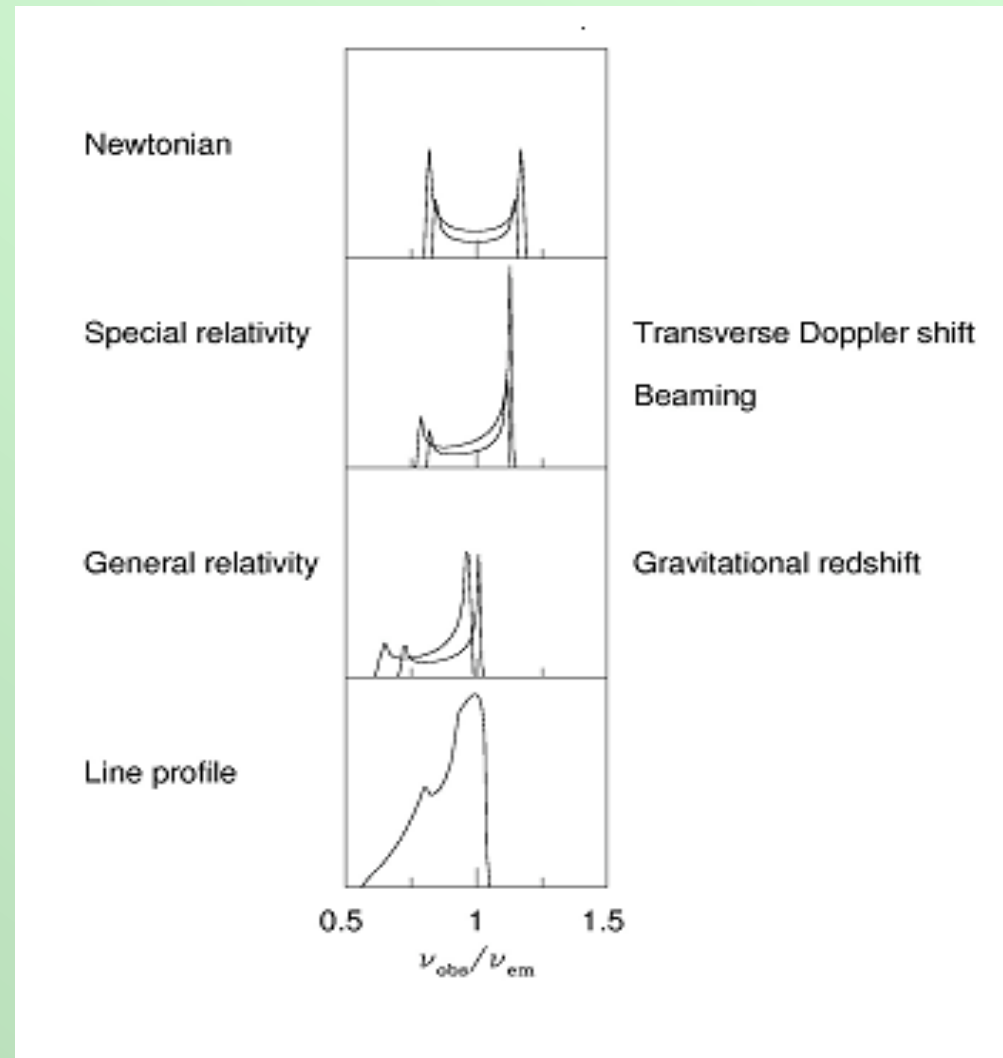 Newtonian
Special relativity
Transverse Doppler shift
Beaming
General relativity
Gravitational redshift
Line profile
0.5 1 1.5
ν_obs/ν_em